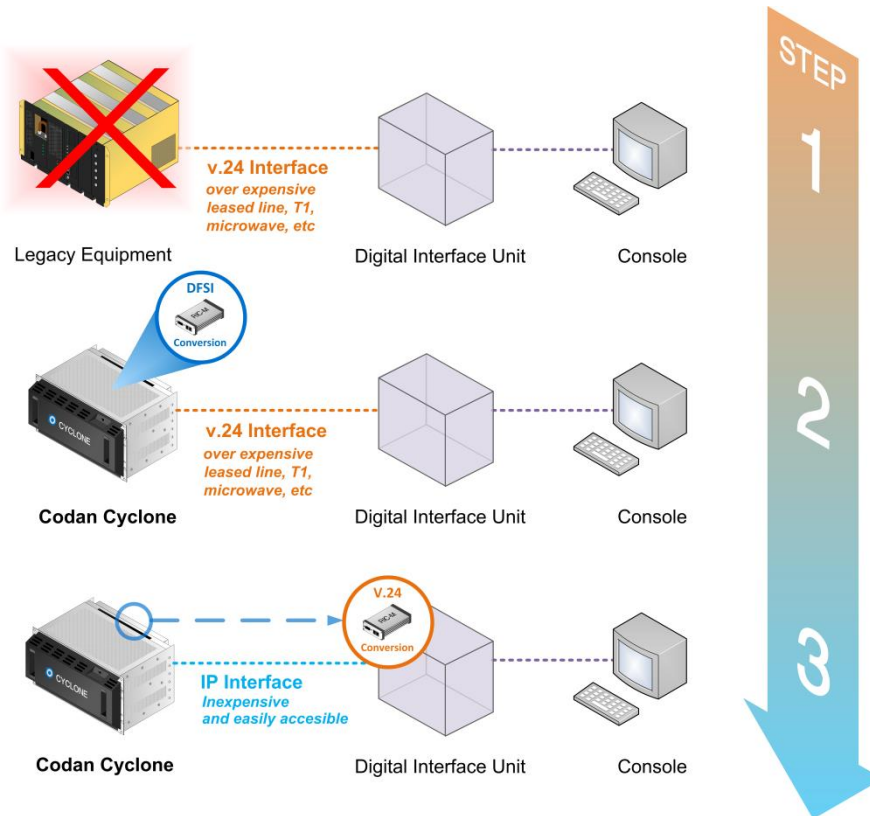 STEP
1
v.24 Interface
over expensive
leased line, T1,
microwave, etc
Legacy Equipment
Digital Interface Unit
Console
2
DFSI
RIC-M
Conversion
CYCLONE
v.24 Interface
over expensive
leased line, T1,
microwave, etc
Codan Cyclone
Digital Interface Unit
Console
3
V.24
RIC-M
Conversion
CYCLONE
IP Interface
Inexpensive
and easily accesible
Codan Cyclone
Digital Interface Unit
Console